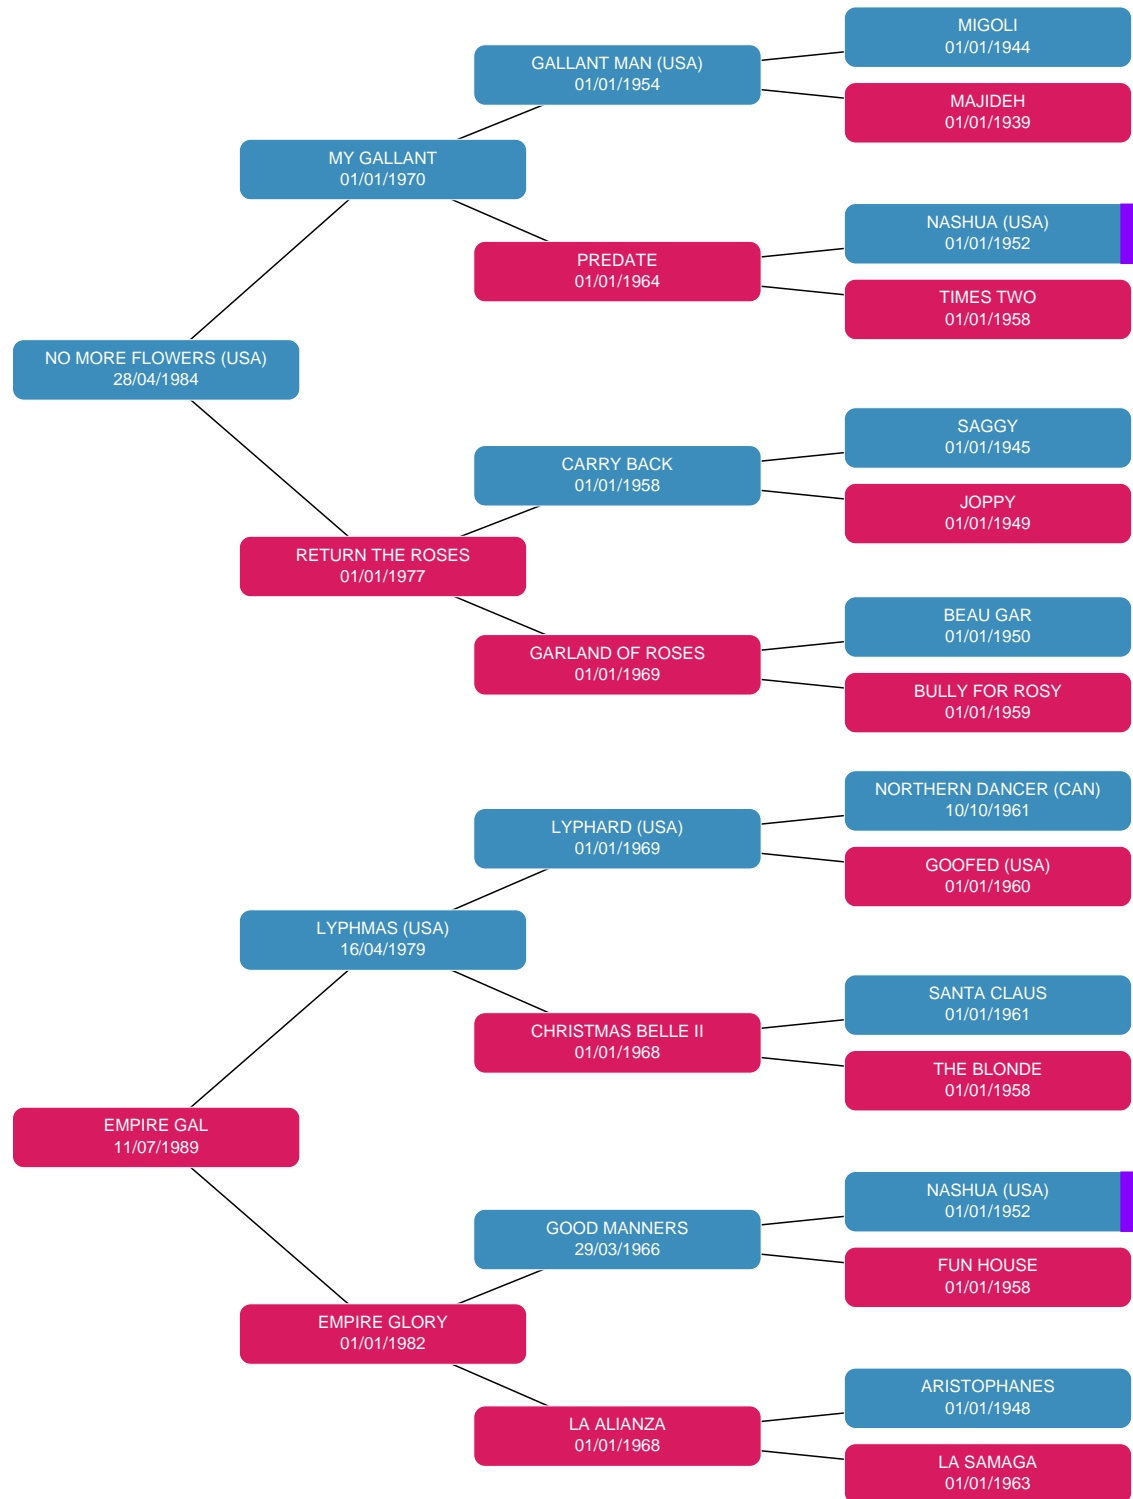 MIGOLI
01/01/1944
GALLANT MAN (USA)
01/01/1954
MAJIDEH
01/01/1939
MY GALLANT
01/01/1970
NASHUA (USA)
01/01/1952
PREDATE
01/01/1964
TIMES TWO
01/01/1958
NO MORE FLOWERS (USA)
28/04/1984
SAGGY
01/01/1945
CARRY BACK
01/01/1958
JOPPY
01/01/1949
RETURN THE ROSES
01/01/1977
BEAU GAR
01/01/1950
GARLAND OF ROSES
01/01/1969
BULLY FOR ROSY
01/01/1959
NORTHERN DANCER (CAN)
10/10/1961
LYPHARD (USA)
01/01/1969
GOOFED (USA)
01/01/1960
LYPHMAS (USA)
16/04/1979
SANTA CLAUS
01/01/1961
CHRISTMAS BELLE II
01/01/1968
THE BLONDE
01/01/1958
EMPIRE GAL
11/07/1989
NASHUA (USA)
01/01/1952
GOOD MANNERS
29/03/1966
FUN HOUSE
01/01/1958
EMPIRE GLORY
01/01/1982
ARISTOPHANES
01/01/1948
LA ALIANZA
01/01/1968
LA SAMAGA
01/01/1963